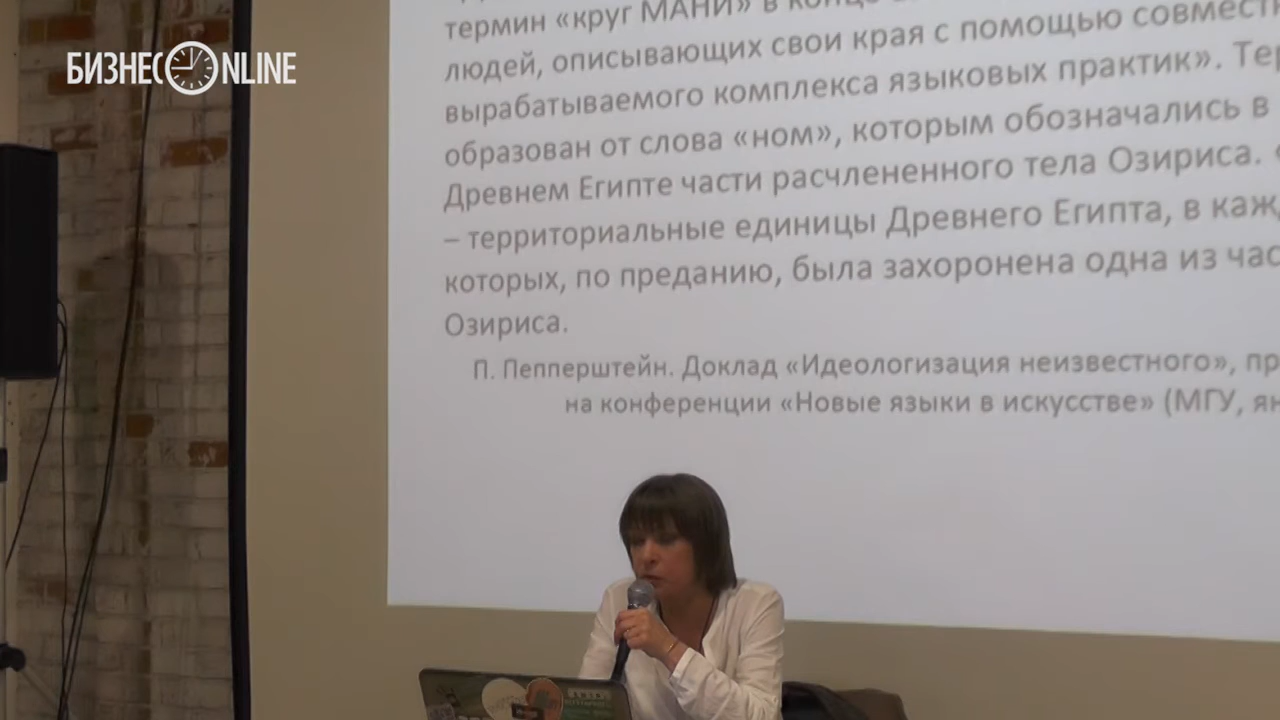 БИЗНЕС ONLINE
термин «круг МАНИ» в конце
людей, описывающих свои края с помощью совместн
вырабатываемого комплекса языковых практик». Тер
образован от слова «ном», которым обозначались в
Древнем Египте части расчлененного тела Озириса.
– территориальные единицы Древнего Египта, в каж
которых, по преданию, была захоронена одна из час
Озириса.
П. Пепперштейн. Доклад «Идеологизация неизвестного», пр
на конференции «Новые языки в искусстве» (МГУ, ян